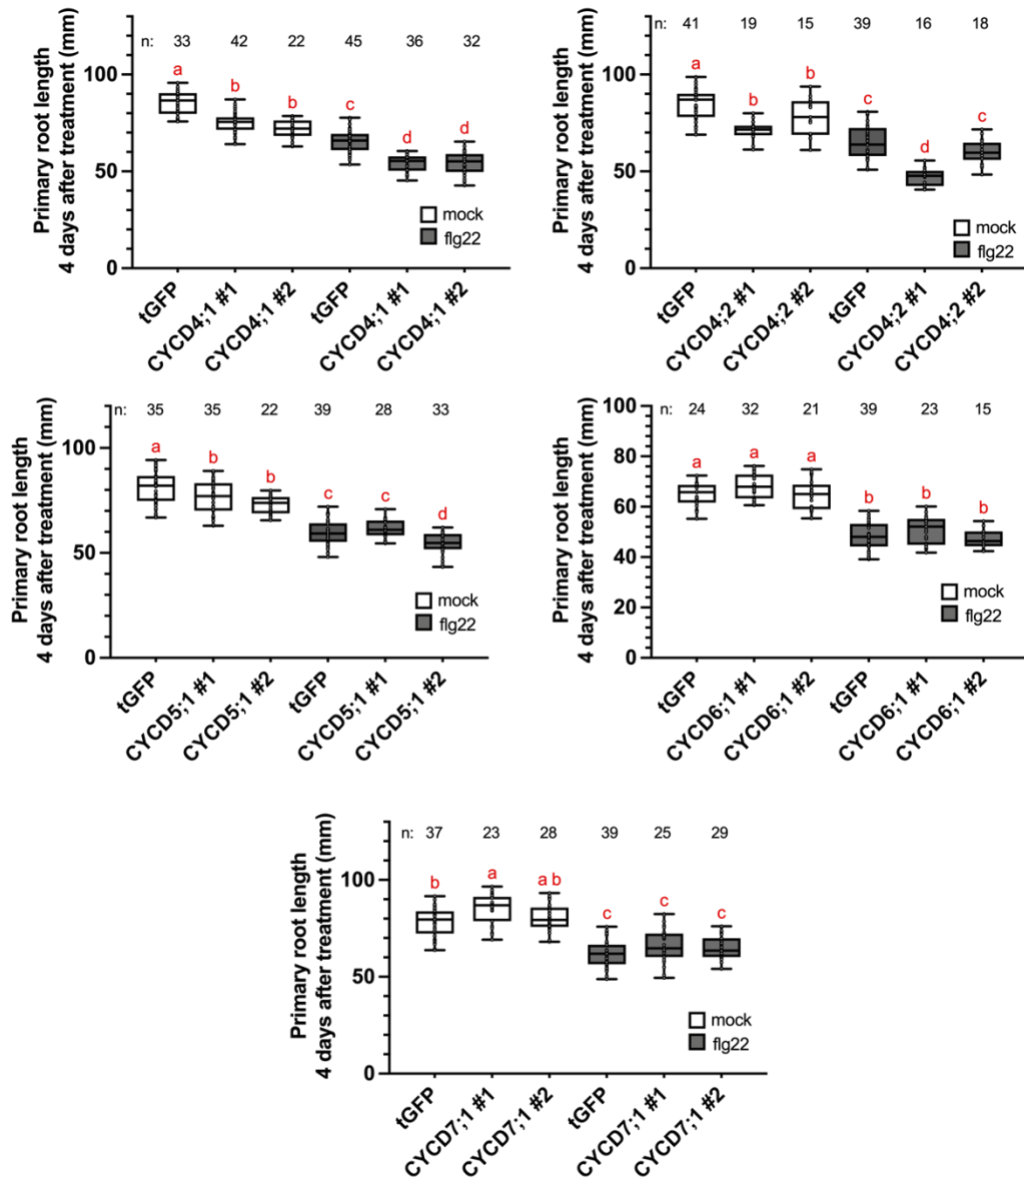 Primary root length
4 days after treatment (mm)
n: 33 42 22 45 36 32
a b b c d d
100
50
0
mock
flg22
tGFP
CYCD4;1 #1
CYCD4;1 #2
tGFP
CYCD4;1 #1
CYCD4;1 #2
Primary root length
4 days after treatment (mm)
n: 41 19 15 39 16 18
a b b c d c
100
50
0
mock
flg22
tGFP
CYCD4;2 #1
CYCD4;2 #2
tGFP
CYCD4;2 #1
CYCD4;2 #2
Primary root length
4 days after treatment (mm)
n: 35 35 22 39 28 33
a b b c c d
100
50
0
mock
flg22
tGFP
CYCD5;1 #1
CYCD5;1 #2
tGFP
CYCD5;1 #1
CYCD5;1 #2
Primary root length
4 days after treatment (mm)
n: 24 32 21 39 23 15
a a a b b b
100
80
60
40
20
0
mock
flg22
tGFP
CYCD6;1 #1
CYCD6;1 #2
tGFP
CYCD6;1 #1
CYCD6;1 #2
Primary root length
4 days after treatment (mm)
n: 37 23 28 39 25 29
b a a b c c c
100
50
0
mock
flg22
tGFP
CYCD7;1 #1
CYCD7;1 #2
tGFP
CYCD7;1 #1
CYCD7;1 #2